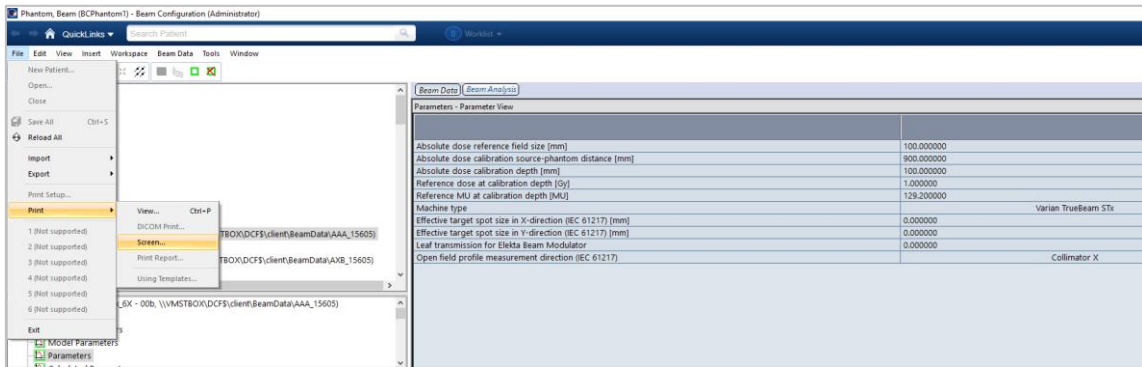 Phantom, Beam (BCPhantom1) - Beam Configuration (Administrator)
QuickLinks Search Patient 0 Worklist
File Edit View Insert Workspace Beam Data Tools Window
New Patient...
Open...
Close
Save All Ctrl+S
Reload All
Import
Export
Print Setup...
Print
1 (Not supported)
2 (Not supported)
3 (Not supported)
4 (Not supported)
5 (Not supported)
6 (Not supported)
Exit
View... Ctrl+P
DICOM Print...
Screen...
Print Report...
Using Templates...
TBOX\DCF$\client\BeamData\AAA_15605)
TBOX\DCF$\client\BeamData\AXB_15605)
_6X - 00b, \\VMSTBOX\DCF$\client\BeamData\AAA_15605)
Model Parameters
Parameters
Beam Data Beam Analysis
Parameters - Parameter View
Absolute dose reference field size [mm] 100.000000
Absolute dose calibration source-phantom distance [mm] 900.000000
Absolute dose calibration depth [mm] 100.000000
Reference dose at calibration depth [Gy] 1.000000
Reference MU at calibration depth [MU] 129.200000
Machine type Varian TrueBeam STx
Effective target spot size in X-direction (IEC 61217) [mm] 0.000000
Effective target spot size in Y-direction (IEC 61217) [mm] 0.000000
Leaf transmission for Elekta Beam Modulator 0.000000
Open field profile measurement direction (IEC 61217) Collimator X